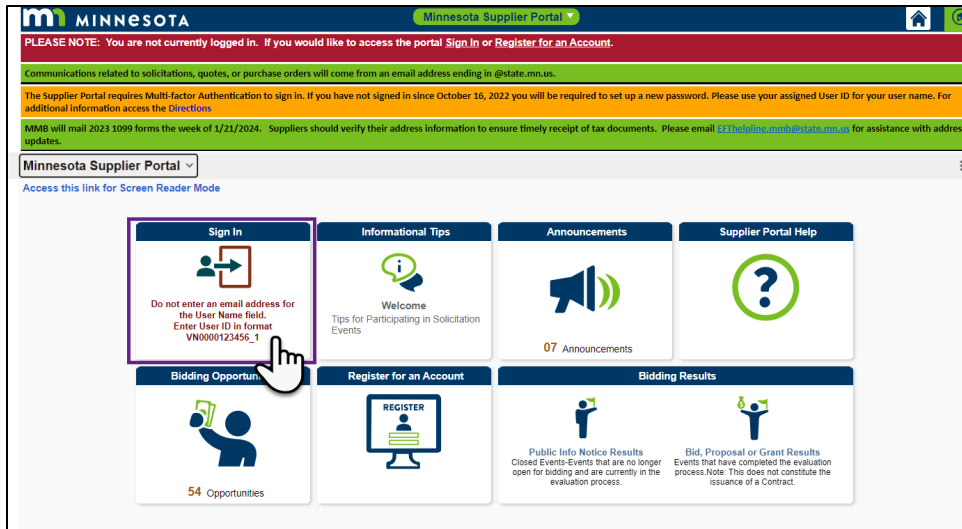 MINNESOTA
Minnesota Supplier Portal
PLEASE NOTE: You are not currently logged in. If you would like to access the portal Sign In or Register for an Account.
Communications related to solicitations, quotes, or purchase orders will come from an email address ending in @state.mn.us.
The Supplier Portal requires Multi-factor Authentication to sign in. If you have not signed in since October 16, 2022 you will be required to set up a new password. Please use your assigned User ID for your user name. For
additional information access the Directions
MMB will mail 2023 1099 forms the week of 1/21/2024. Suppliers should verify their address information to ensure timely receipt of tax documents. Please email EFThelpline.mmb@state.mn.us for assistance with addres
updates.
Minnesota Supplier Portal
Access this link for Screen Reader Mode
Sign In
Do not enter an email address for
the User Name field.
Enter User ID in format
VN0000123456_1
Informational Tips
Welcome
Tips for Participating in Solicitation
Events
Announcements
07 Announcements
Supplier Portal Help
Bidding Opportun
54 Opportunities
Register for an Account
REGISTER
Bidding Results
Public Info Notice Results
Closed Events-Events that are no longer
open for bidding and are currently in the
evaluation process.
Bid, Proposal or Grant Results
Events that have completed the evaluation
process.Note: This does not constitute the
issuance of a Contract.